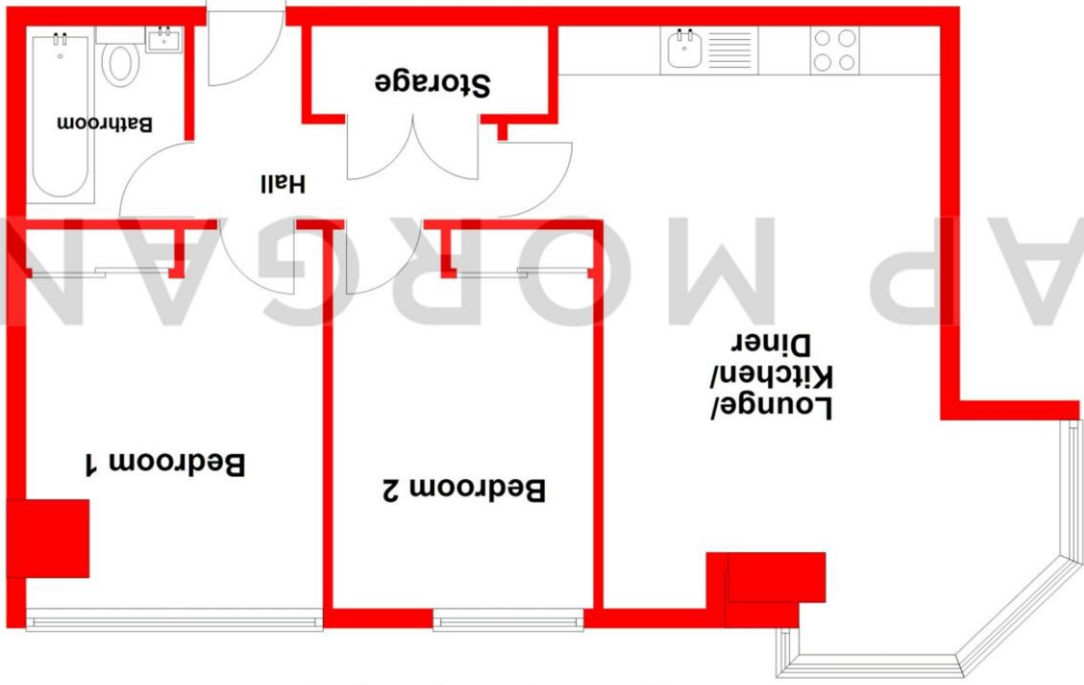 Bedroom 2
Bedroom 1
Lounge/
Kitchen/
Diner
AP MORGAN
Hall
Bathroom
Storage